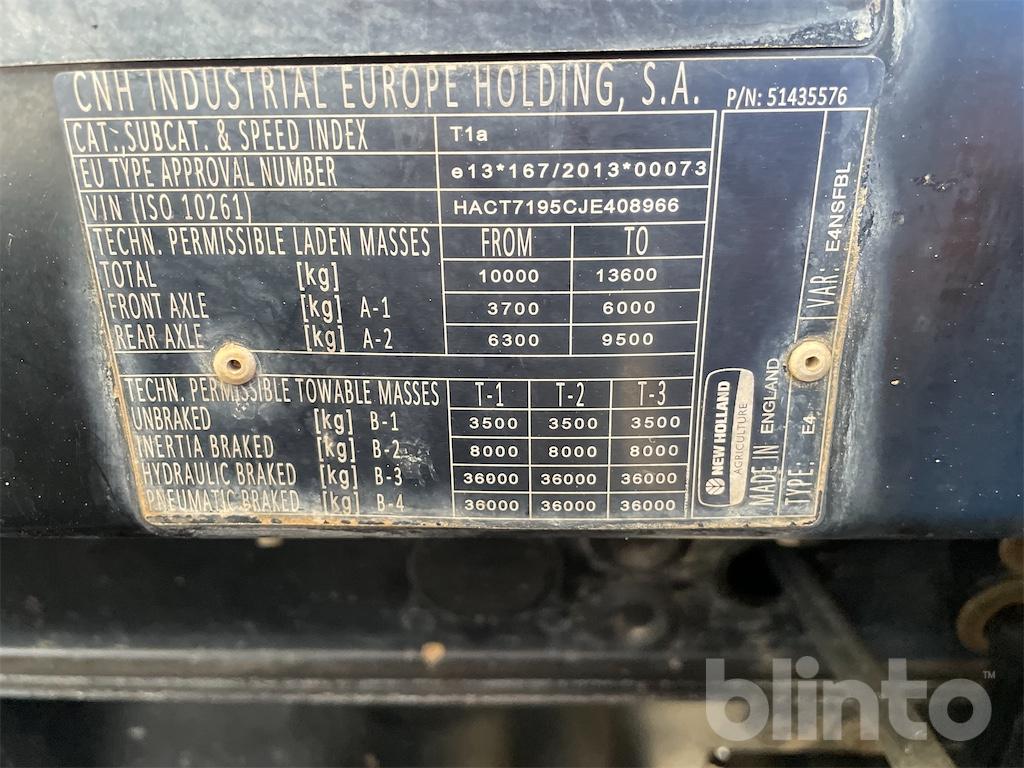 CNH INDUSTRIAL EUROPE HOLDING, S.A. P/N: 51435576
CAT.,SUBCAT. & SPEED INDEX T1a
EU TYPE APPROVAL NUMBER e13*167/2013*00073
VIN (ISO 10261) HACT7195CJE408966
TECHN. PERMISSIBLE LADEN MASSES FROM TO
TOTAL [kg] 10000 13600
FRONT AXLE [kg] A-1 3700 6000
REAR AXLE [kg] A-2 6300 9500
TECHN. PERMISSIBLE TOWABLE MASSES T-1 T-2 T-3
UNBRAKED [kg] B-1 3500 3500 3500
INERTIA BRAKED [kg] B-2 8000 8000 8000
HYDRAULIC BRAKED [kg] B-3 36000 36000 36000
PNEUMATIC BRAKED [kg] B-4 36000 36000 36000
NEW HOLLAND
AGRICULTURE
MADE IN ENGLAND
TYPE: E4
VAR: E4NSFBL
blinto™